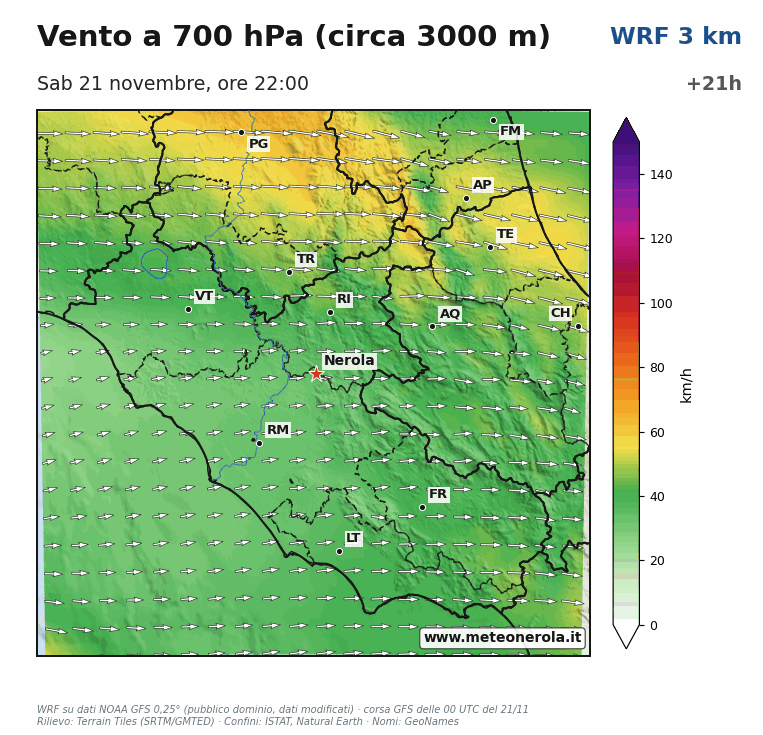 Vento a 700 hPa (circa 3000 m)
WRF 3 km
Sab 21 novembre, ore 22:00
+21h
FM
PG
AP
TE
TR
VT
RI
AQ
CH
Nerola
RM
FR
LT
www.meteonerola.it
140
120
100
80
60
40
20
0
km/h
WRF su dati NOAA GFS 0,25° (pubblico dominio, dati modificati) · corsa GFS delle 00 UTC del 21/11
Rilievo: Terrain Tiles (SRTM/GMTED) · Confini: ISTAT, Natural Earth · Nomi: GeoNames